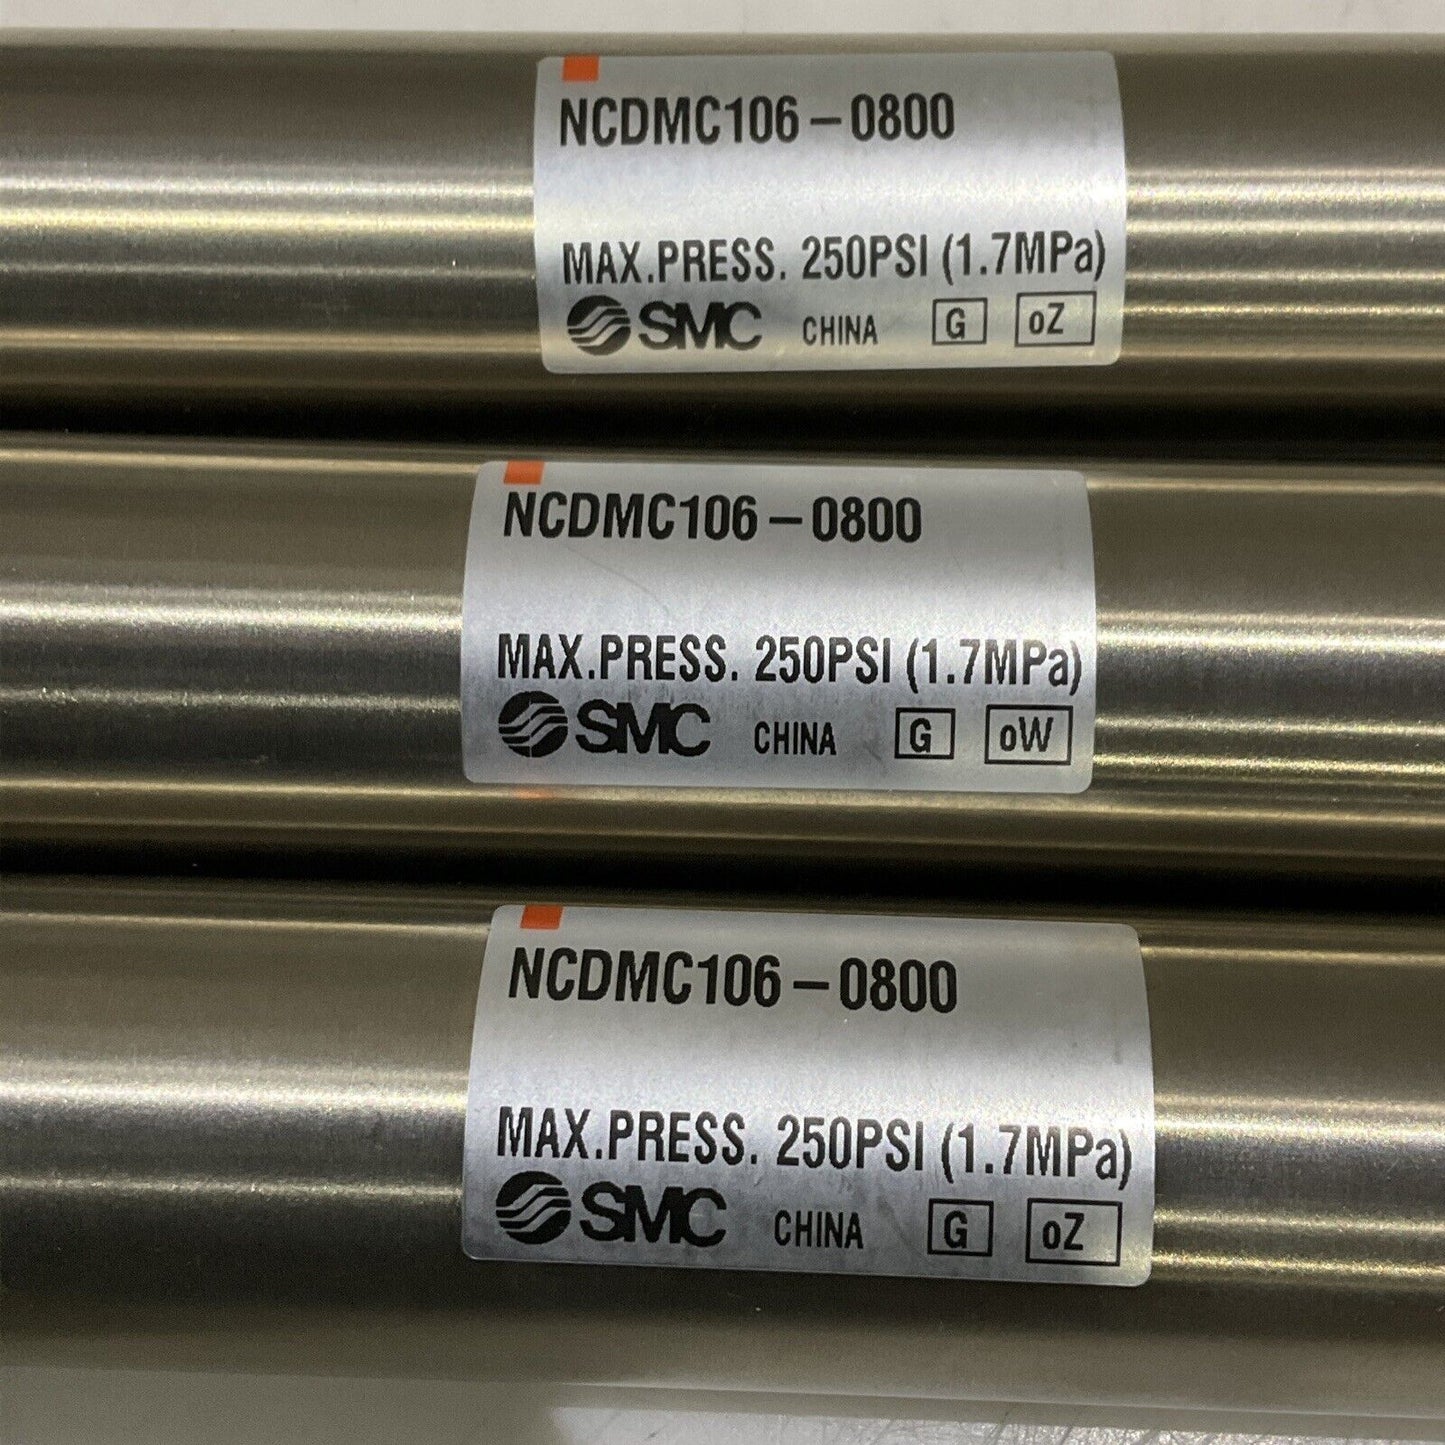 NCDMC106-0800
MAX.PRESS. 250PSI (1.7MPa)
SMC CHINA G oZ
NCDMC106-0800
MAX.PRESS. 250PSI (1.7MPa)
SMC CHINA G oW
NCDMC106-0800
MAX.PRESS. 250PSI (1.7MPa)
SMC CHINA G oZ